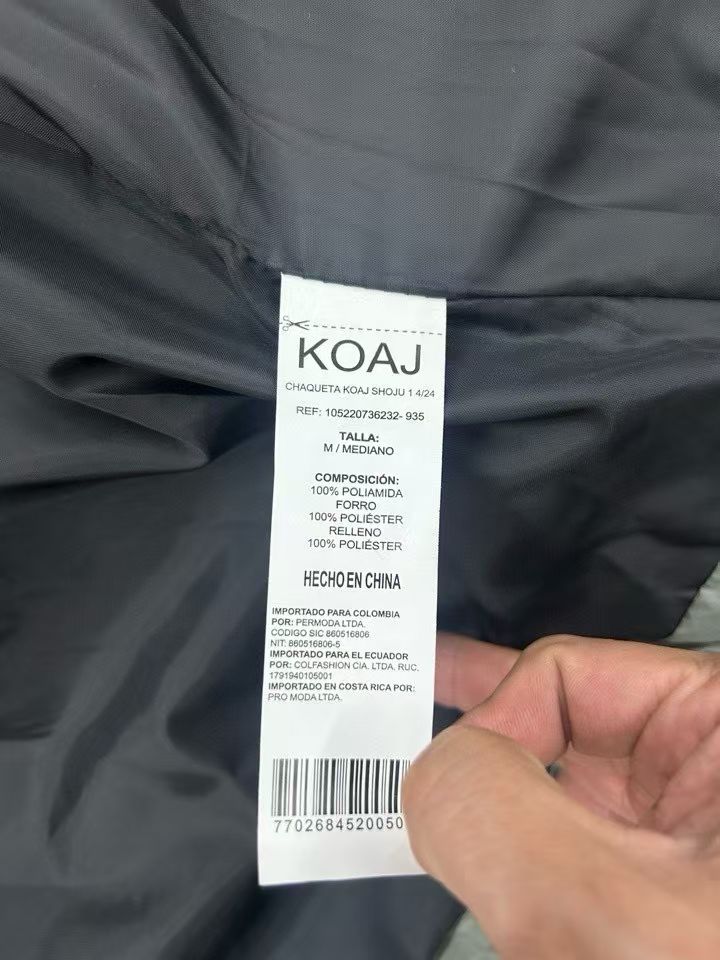 KOAJ
CHAQUETA KOAJ SHOJU 1 4/24
REF: 105220736232- 935
TALLA:
M / MEDIANO
COMPOSICIÓN:
100% POLIAMIDA
FORRO
100% POLIÉSTER
RELLENO
100% POLIÉSTER
HECHO EN CHINA
IMPORTADO PARA COLOMBIA
POR: PERMODA LTDA.
CODIGO SIC 860516806
NIT: 860516806-5
IMPORTADO PARA EL ECUADOR
POR: COLFASHION CIA. LTDA. RUC.
1791940105001
IMPORTADO EN COSTA RICA POR:
PRO MODA LTDA.
770268452005